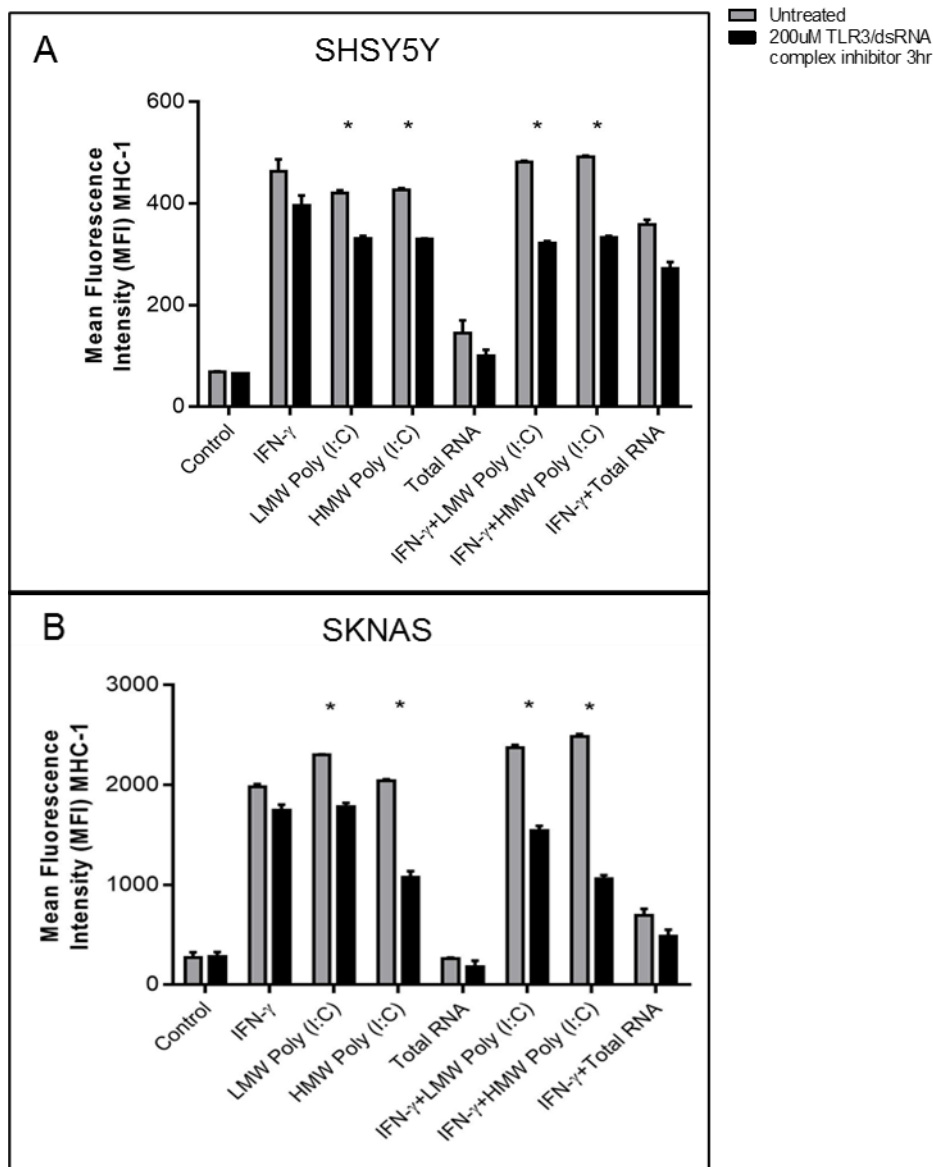 Untreated
200uM TLR3/dsRNA
complex inhibitor 3hr
A
SHSY5Y
Mean Fluorescence
Intensity (MFI) MHC-1
600
400
200
0
* * * *
Control
IFN-γ
LMW Poly (I:C)
HMW Poly (I:C)
Total RNA
IFN-γ+LMW Poly (I:C)
IFN-γ+HMW Poly (I:C)
IFN-γ+Total RNA
B
SKNAS
Mean Fluorescence
Intensity (MFI) MHC-1
3000
2000
1000
0
* * * *
Control
IFN-γ
LMW Poly (I:C)
HMW Poly (I:C)
Total RNA
IFN-γ+LMW Poly (I:C)
IFN-γ+HMW Poly (I:C)
IFN-γ+Total RNA